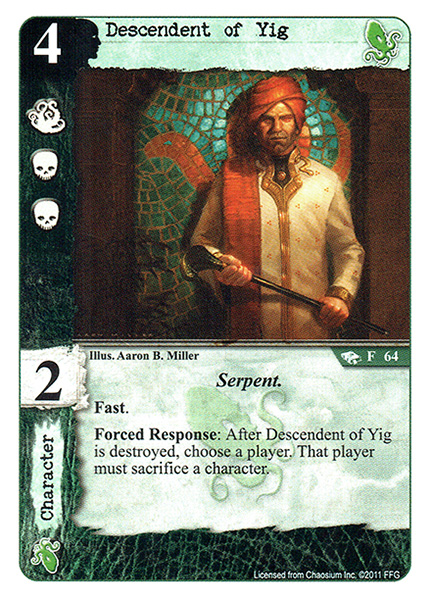 4
Descendent of Yig
Illus. Aaron B. Miller
F 64
2
Serpent.
Fast.
Forced Response: After Descendent of Yig
is destroyed, choose a player. That player
must sacrifice a character.
Character
Licensed from Chaosium Inc. ©2011 FFG